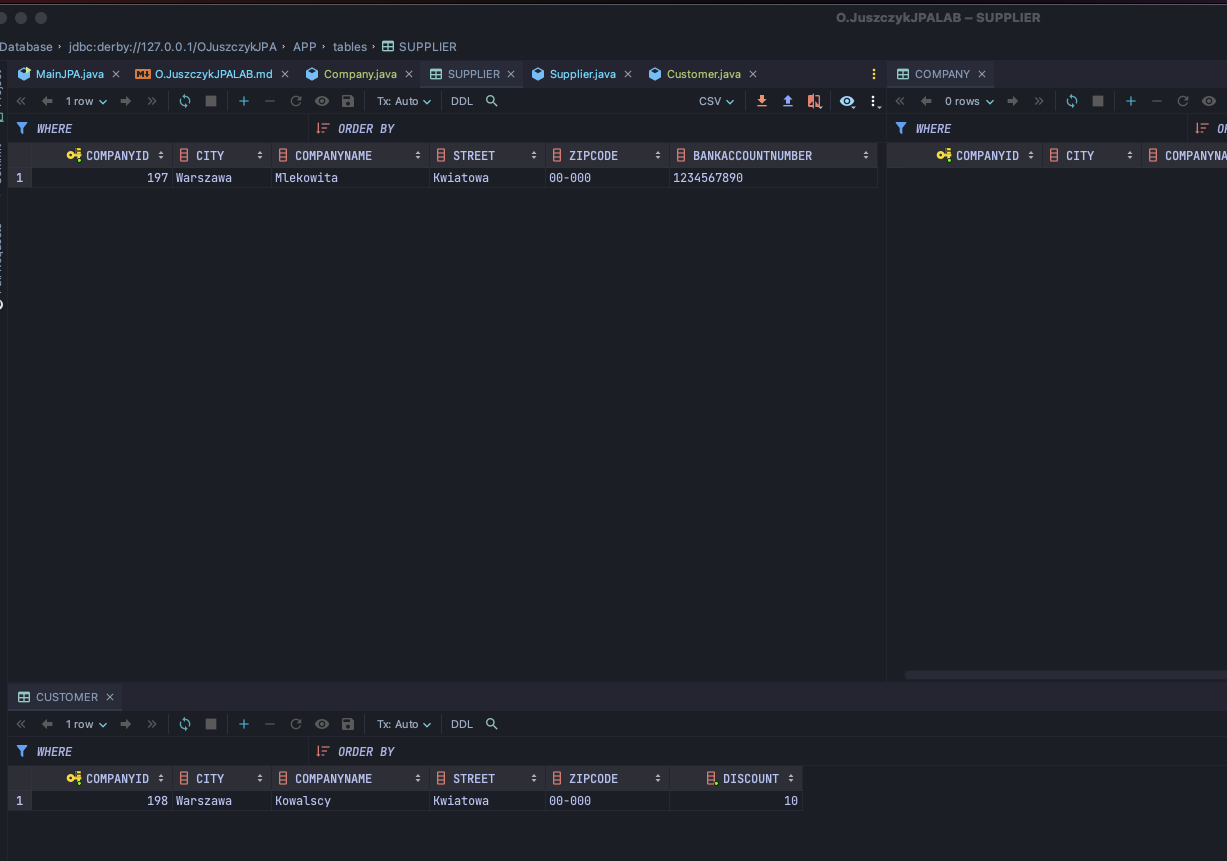 O.JuszczykJPALAB – SUPPLIER
Database › jdbc:derby://127.0.0.1/OJuszczykJPA › APP › tables › SUPPLIER
MainJPA.java × O.JuszczykJPALAB.md × Company.java × SUPPLIER × Supplier.java × Customer.java ×
1 row Tx: Auto DDL CSV
WHERE ORDER BY
COMPANYID CITY COMPANYNAME STREET ZIPCODE BANKACCOUNTNUMBER
1 197 Warszawa Mlekowita Kwiatowa 00-000 1234567890
COMPANY ×
0 rows
WHERE
COMPANYID CITY COMPANYNA
CUSTOMER ×
1 row Tx: Auto DDL
WHERE ORDER BY
COMPANYID CITY COMPANYNAME STREET ZIPCODE DISCOUNT
1 198 Warszawa Kowalscy Kwiatowa 00-000 10